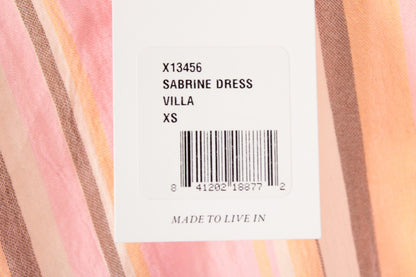 X13456
SABRINE DRESS
VILLA
XS
8 41202 18877 2
MADE TO LIVE IN